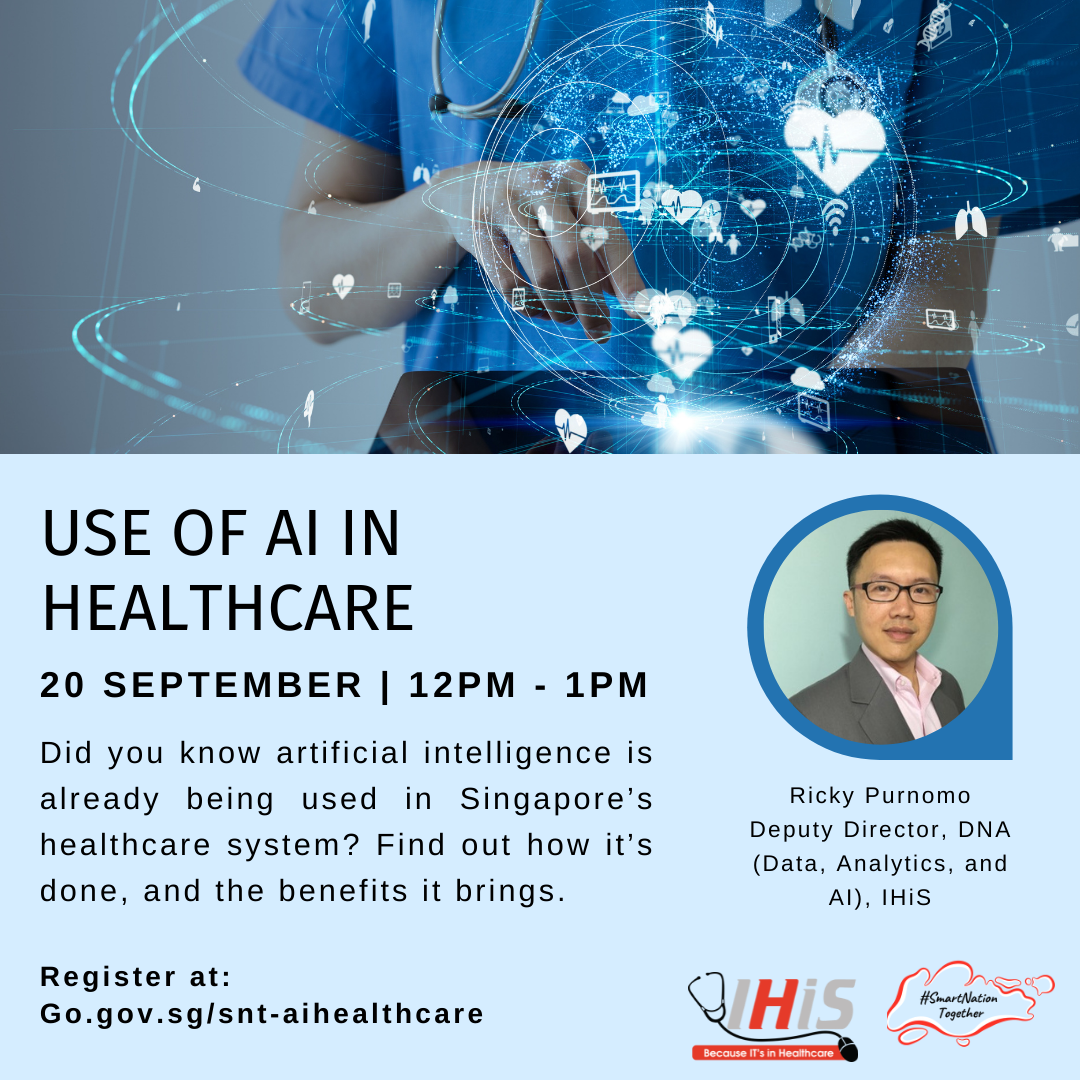 USE OF AI IN
HEALTHCARE
20 SEPTEMBER | 12PM - 1PM
Did you know artificial intelligence is
already being used in Singapore’s
healthcare system? Find out how it’s
done, and the benefits it brings.
Register at:
Go.gov.sg/snt-aihealthcare
Ricky Purnomo
Deputy Director, DNA
(Data, Analytics, and
AI), IHiS
IHiS
Because IT's in Healthcare
#SmartNation
Together